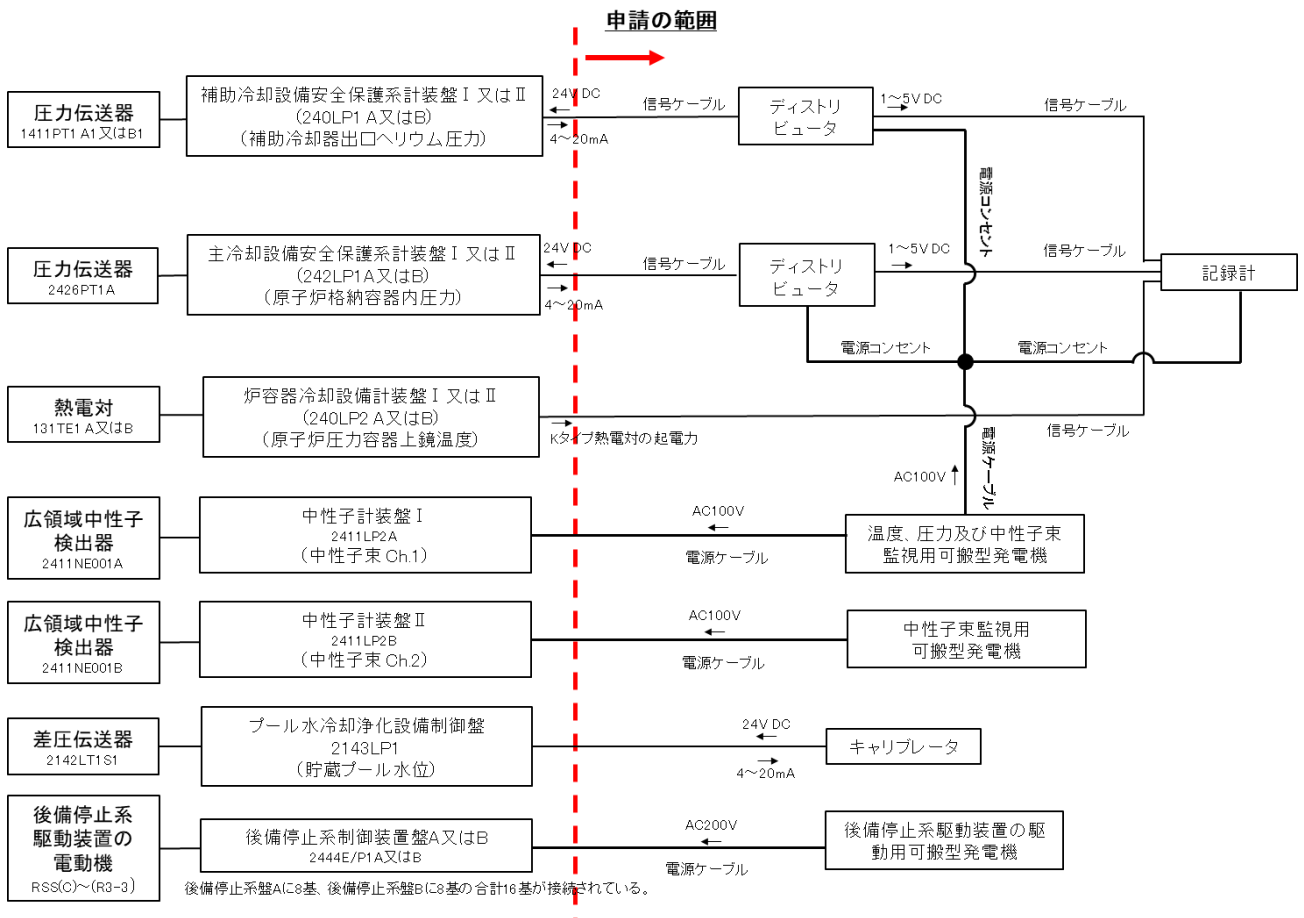 申請の範囲
圧力伝送器
1411PT1 A1又はB1
補助冷却設備安全保護系計装盤Ⅰ又はⅡ
(240LP1 A又はB)
(補助冷却器出口ヘリウム圧力)
24V DC
4～20mA
信号ケーブル
ディストリ
ビュータ
1～5V DC
信号ケーブル
電源コンセント
圧力伝送器
2426PT1A
主冷却設備安全保護系計装盤Ⅰ又はⅡ
(242LP1A又はB)
(原子炉格納容器内圧力)
24V DC
4～20mA
信号ケーブル
ディストリ
ビュータ
1～5V DC
信号ケーブル
記録計
電源コンセント
電源コンセント
熱電対
131TE1 A又はB
炉容器冷却設備計装盤Ⅰ又はⅡ
(240LP2 A又はB)
(原子炉圧力容器上鏡温度)
Kタイプ熱電対の起電力
信号ケーブル
電源ケーブル
AC100V
広領域中性子
検出器
2411NE001A
中性子計装盤Ⅰ
2411LP2A
(中性子束 Ch.1)
AC100V
電源ケーブル
温度、圧力及び中性子束
監視用可搬型発電機
広領域中性子
検出器
2411NE001B
中性子計装盤Ⅱ
2411LP2B
(中性子束 Ch.2)
AC100V
電源ケーブル
中性子束監視用
可搬型発電機
差圧伝送器
2142LT1S1
プール水冷却浄化設備制御盤
2143LP1
(貯蔵プール水位)
24V DC
4～20mA
キャリブレータ
後備停止系
駆動装置の
電動機
RSS(C)～(R3-3)
後備停止系制御装置盤A又はB
2444E/P1A又はB
AC200V
電源ケーブル
後備停止系駆動装置の駆
動用可搬型発電機
後備停止系盤Aに8基、後備停止系盤Bに8基の合計16基が接続されている。